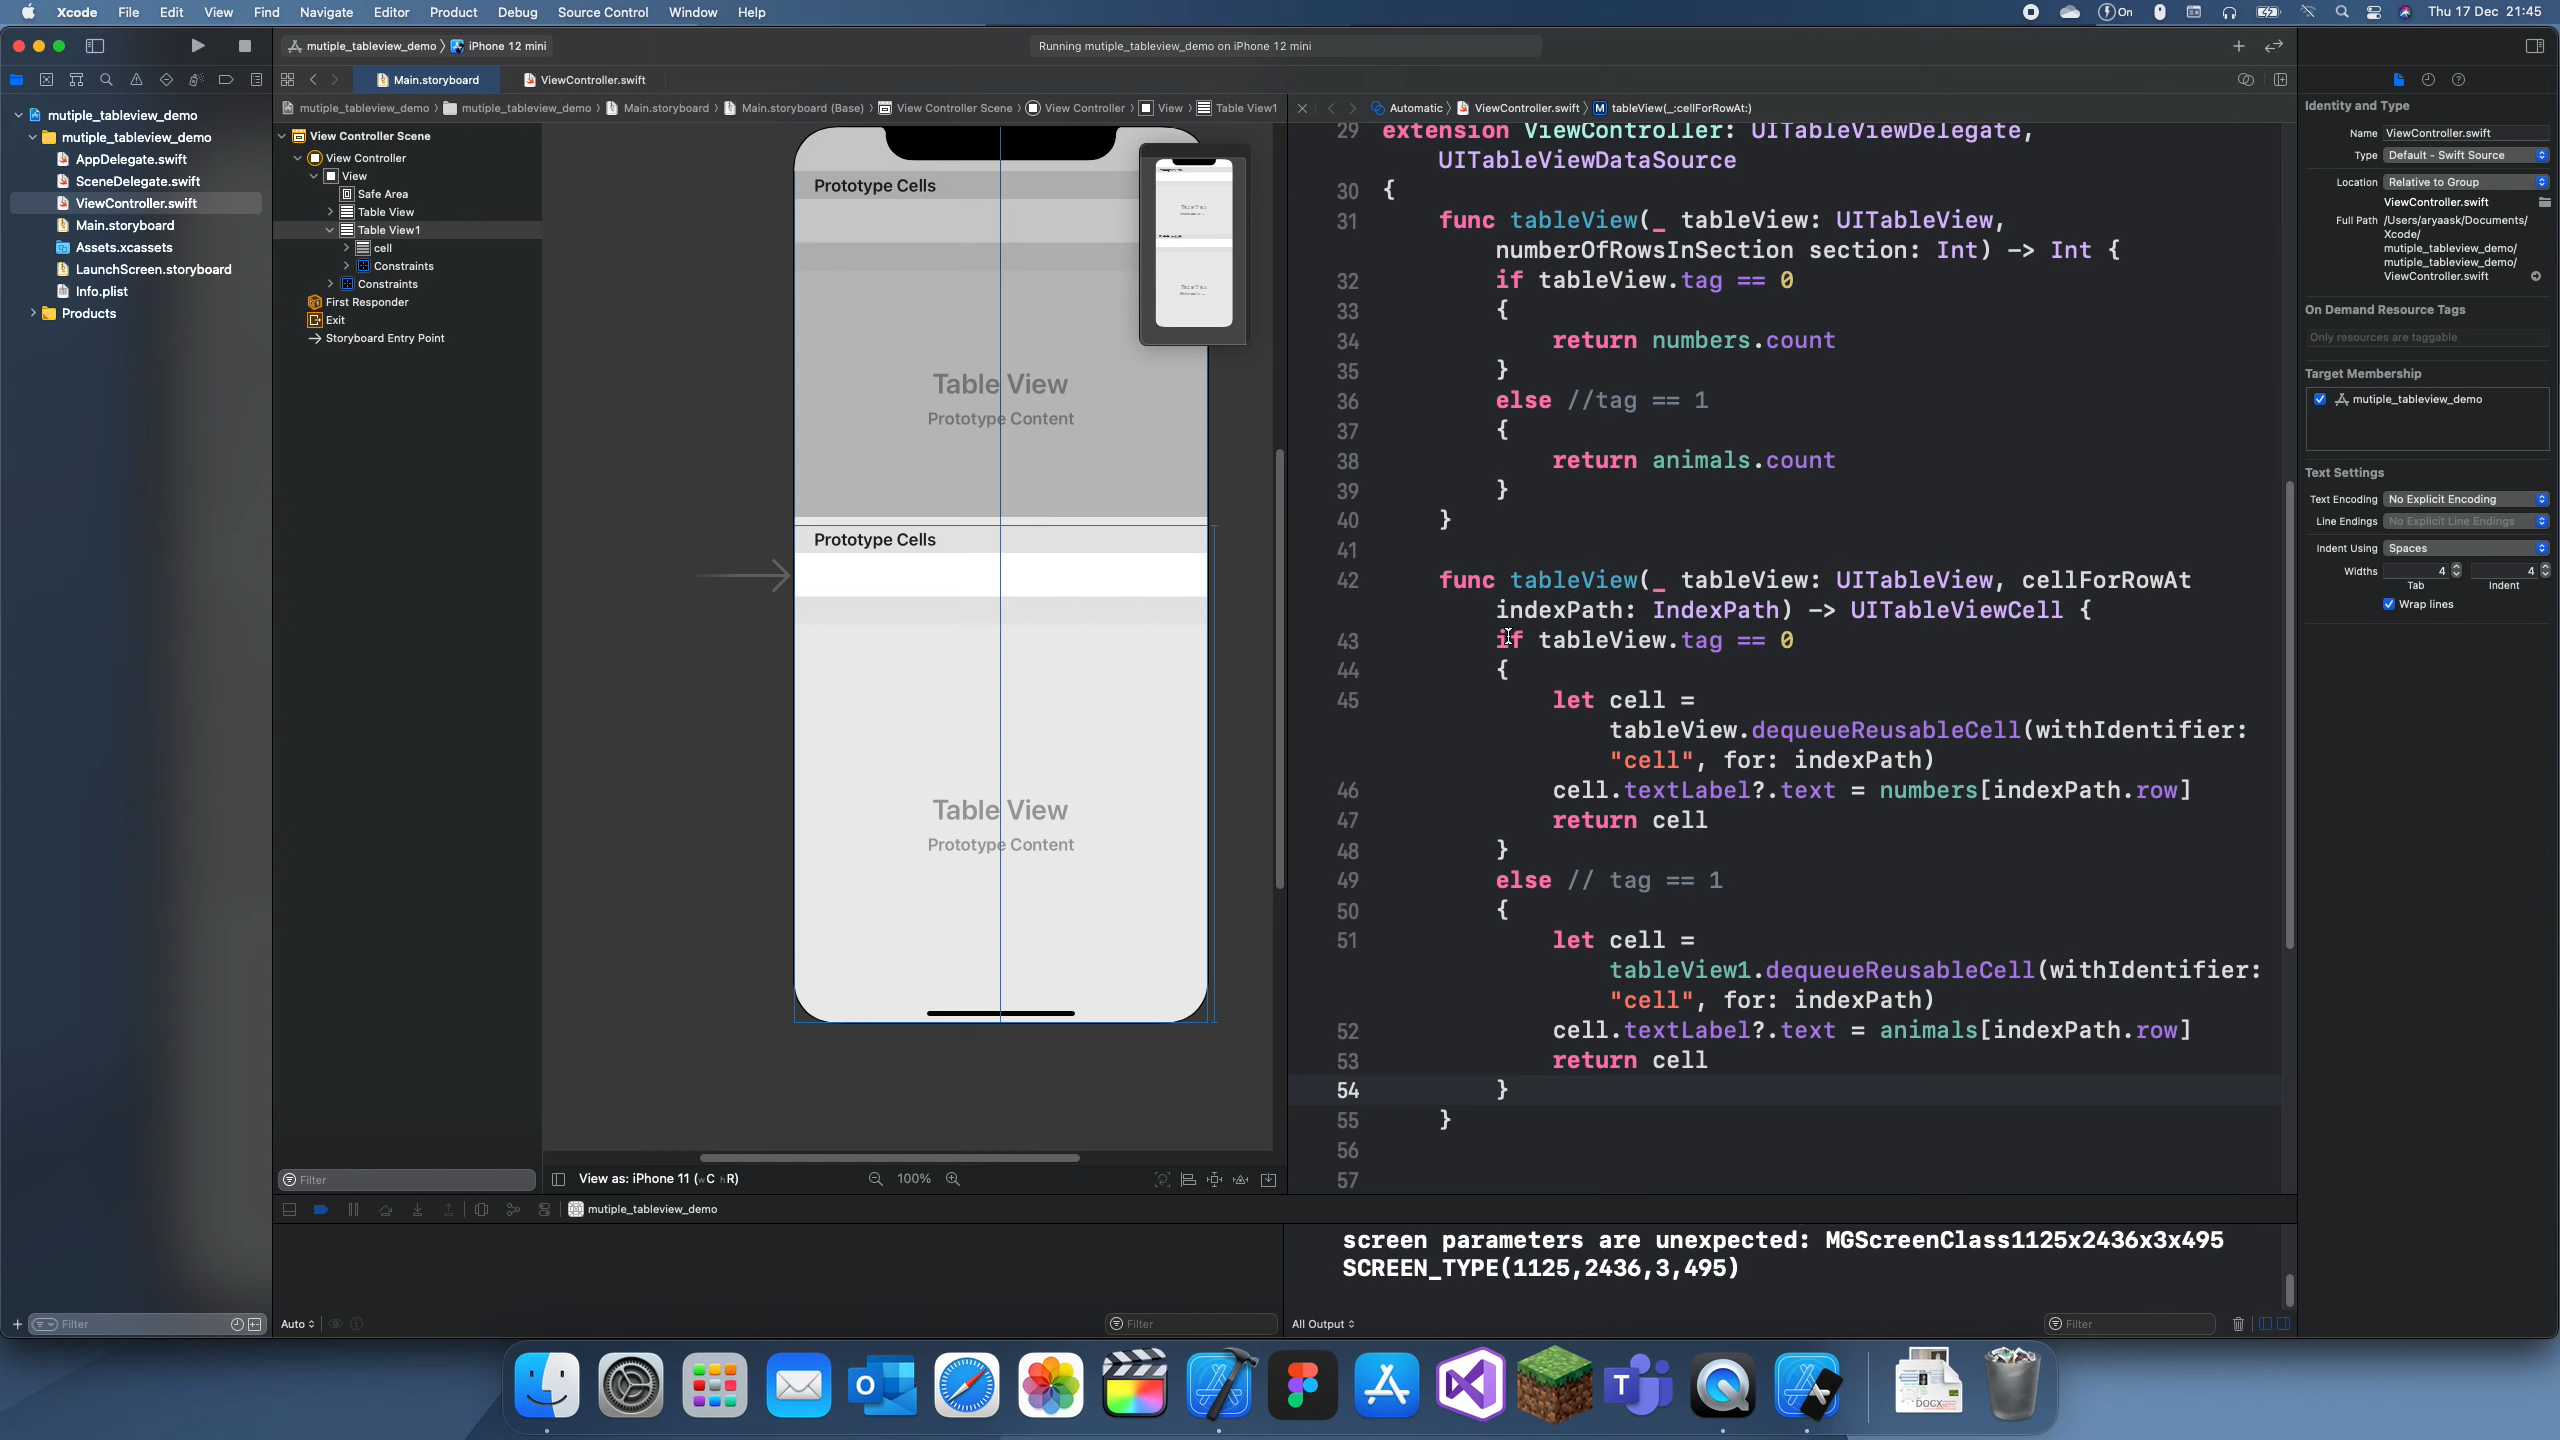 Xcode File Edit View Find Navigate Editor Product Debug Source Control Window Help
On Thu 17 Dec 21:45
mutiple_tableview_demo iPhone 12 mini
Running mutiple_tableview_demo on iPhone 12 mini
Main.storyboard ViewController.swift
mutiple_tableview_demo mutiple_tableview_demo Main.storyboard Main.storyboard (Base) View Controller Scene View Controller View Table View1
Automatic ViewController.swift M tableView(_:cellForRowAt:)
mutiple_tableview_demo
mutiple_tableview_demo
AppDelegate.swift
SceneDelegate.swift
ViewController.swift
Main.storyboard
Assets.xcassets
LaunchScreen.storyboard
Info.plist
Products
Filter
View Controller Scene
View Controller
View
Safe Area
Table View
Table View1
cell
Constraints
Constraints
First Responder
Exit
Storyboard Entry Point
Filter
Prototype Cells
Table View
Prototype Content
Prototype Cells
Table View
Prototype Content
View as: iPhone 11 (wC hR)
100%
29 extension ViewController: UITableViewDelegate,
UITableViewDataSource
30 {
31 func tableView(_ tableView: UITableView,
numberOfRowsInSection section: Int) -> Int {
32 if tableView.tag == 0
33 {
34 return numbers.count
35 }
36 else //tag == 1
37 {
38 return animals.count
39 }
40 }
41
42 func tableView(_ tableView: UITableView, cellForRowAt
indexPath: IndexPath) -> UITableViewCell {
43 if tableView.tag == 0
44 {
45 let cell =
tableView.dequeueReusableCell(withIdentifier:
"cell", for: indexPath)
46 cell.textLabel?.text = numbers[indexPath.row]
47 return cell
48 }
49 else // tag == 1
50 {
51 let cell =
tableView1.dequeueReusableCell(withIdentifier:
"cell", for: indexPath)
52 cell.textLabel?.text = animals[indexPath.row]
53 return cell
54 }
55 }
56
57
mutiple_tableview_demo
screen parameters are unexpected: MGScreenClass1125x2436x3x495
SCREEN_TYPE(1125,2436,3,495)
Auto
Filter
All Output
Filter
Identity and Type
Name ViewController.swift
Type Default - Swift Source
Location Relative to Group
ViewController.swift
Full Path /Users/aryaask/Documents/
Xcode/
mutiple_tableview_demo/
mutiple_tableview_demo/
ViewController.swift
On Demand Resource Tags
Only resources are taggable
Target Membership
mutiple_tableview_demo
Text Settings
Text Encoding No Explicit Encoding
Line Endings No Explicit Line Endings
Indent Using Spaces
Widths 4 4
Tab Indent
Wrap lines
DOCX